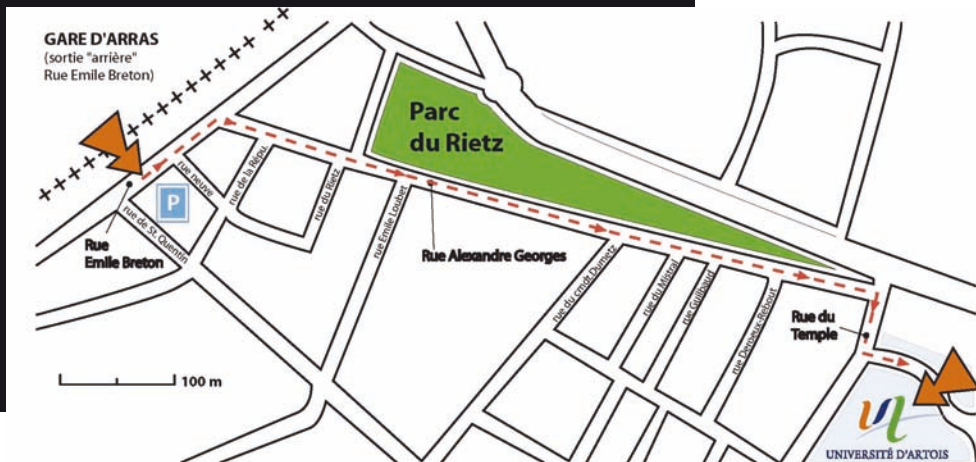 GARE D'ARRAS
(sortie "arrière"
Rue Emile Breton)
Parc
du Rietz
P
rue neuve
rue de la Répu.
rue du Rietz
rue de St. Quentin
Rue
Emile Breton
rue Emile Loubet
Rue Alexandre Georges
rue du cmdt Dumetz
rue du Mistral
rue Guilbaud
rue Deroeux-Rebout
Rue du
Temple
100 m
UNIVERSITÉ D'ARTOIS